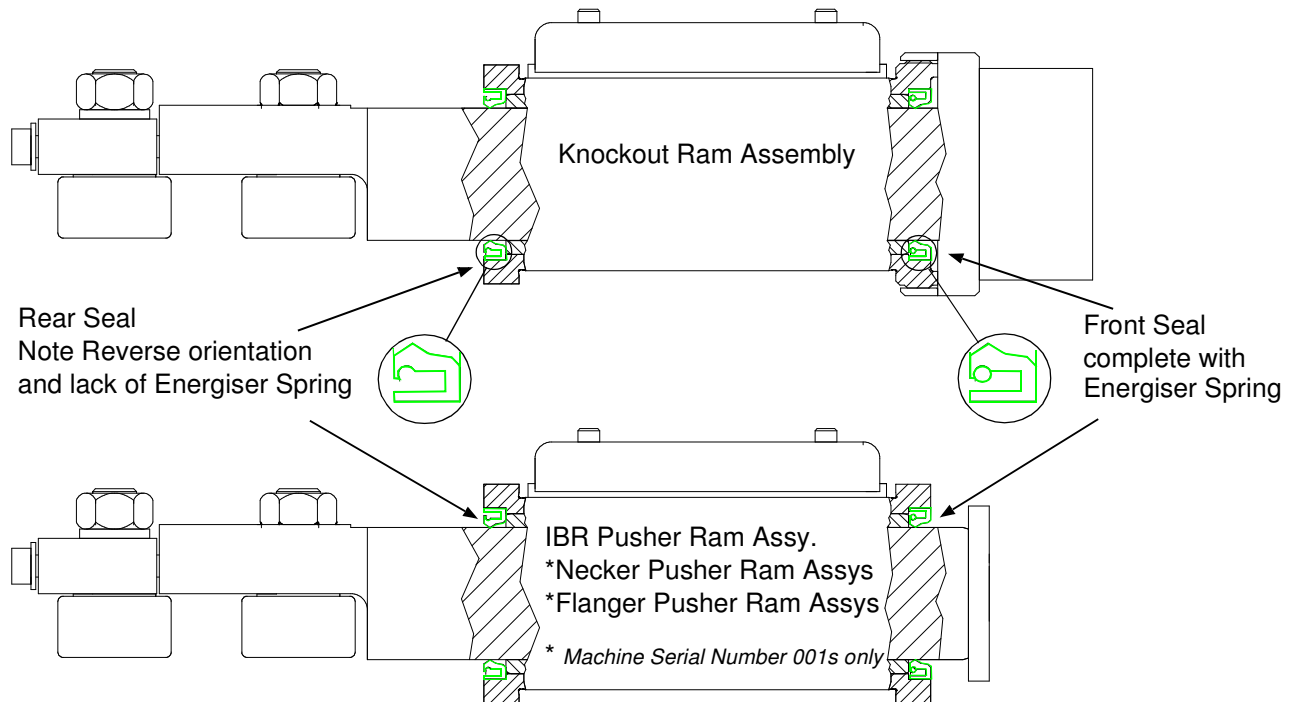 Knockout Ram Assembly
Rear Seal
Note Reverse orientation
and lack of Energiser Spring
Front Seal
complete with
Energiser Spring
IBR Pusher Ram Assy.
*Necker Pusher Ram Assys
*Flanger Pusher Ram Assys
* Machine Serial Number 001s only